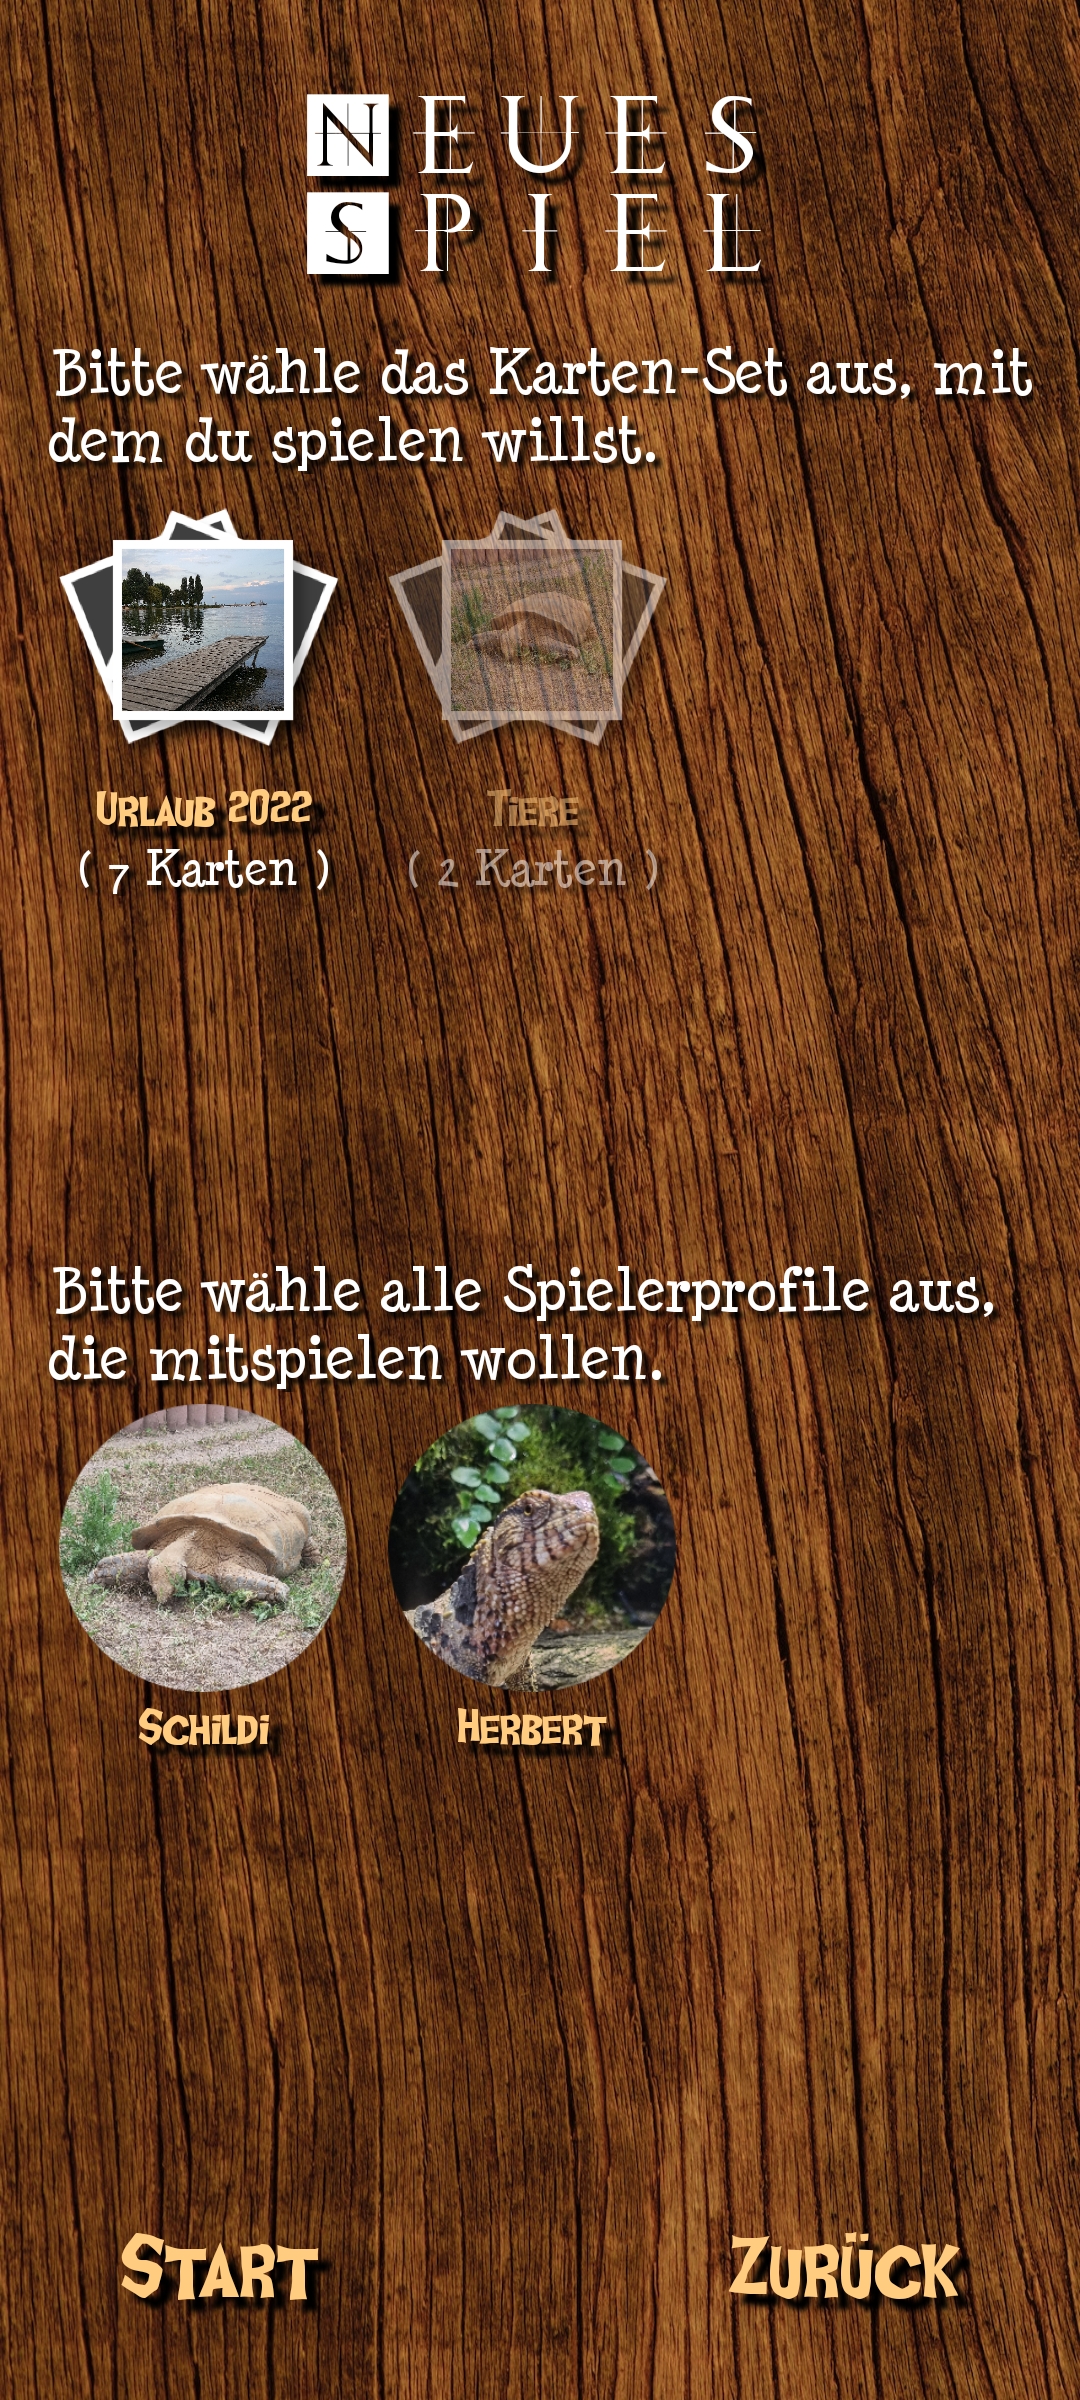 NEUES
SPIEL
Bitte wähle das Karten-Set aus, mit
dem du spielen willst.
Urlaub 2022
( 7 Karten )
Tiere
( 2 Karten )
Bitte wähle alle Spielerprofile aus,
die mitspielen wollen.
Schildi
Herbert
Start
Zurück